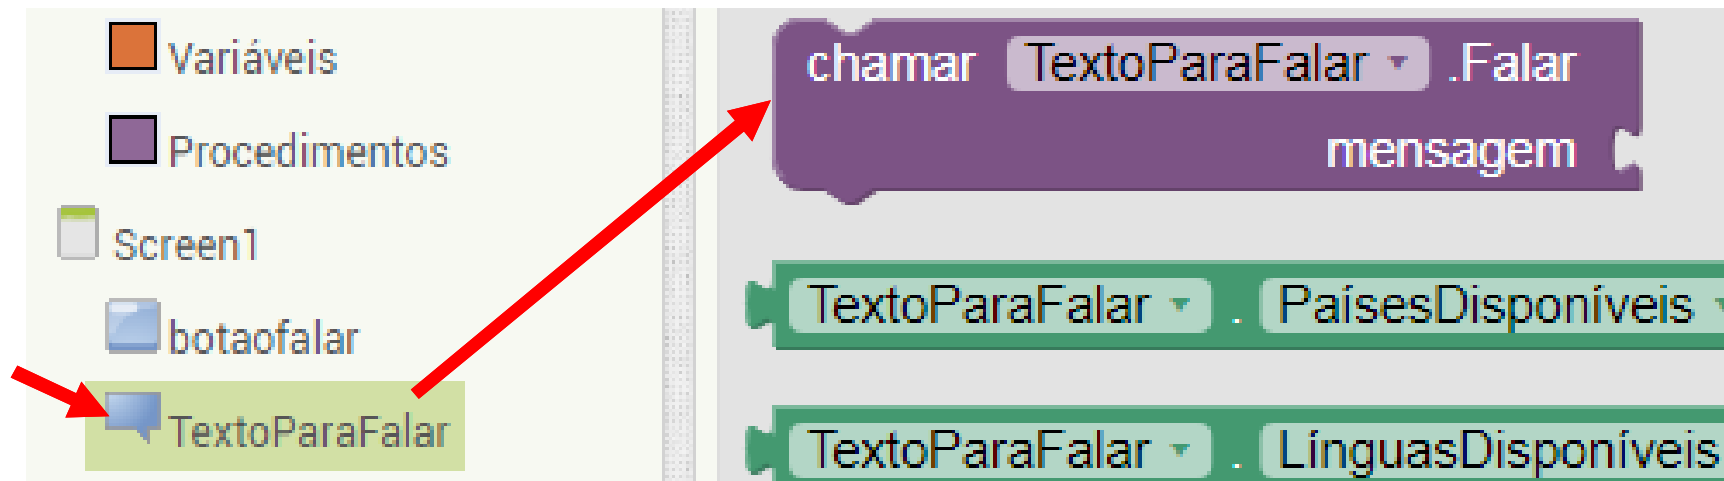 Variáveis
Procedimentos
Screen1
botaofalar
TextoParaFalar
chamar TextoParaFalar .Falar
mensagem
TextoParaFalar . PaísesDisponíveis
TextoParaFalar . LínguasDisponíveis